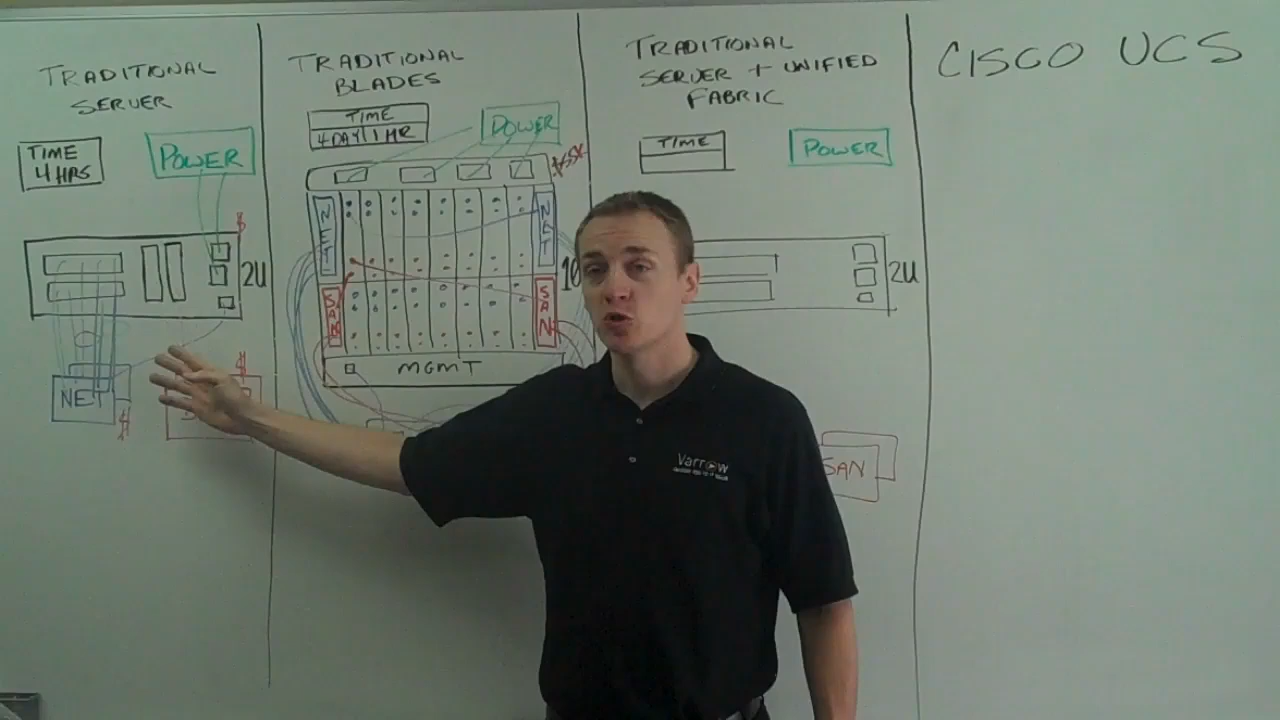 TRADITIONAL
SERVER
TIME
4 HRS
POWER
$
2U
NET
$
$
TRADITIONAL
BLADES
TIME
4 DAY / 1 HR
POWER
NET
NET
SAN
SAN
10
MGMT
TRADITIONAL
SERVER + UNIFIED
FABRIC
TIME
POWER
2U
SAN
CISCO UCS
Varrow